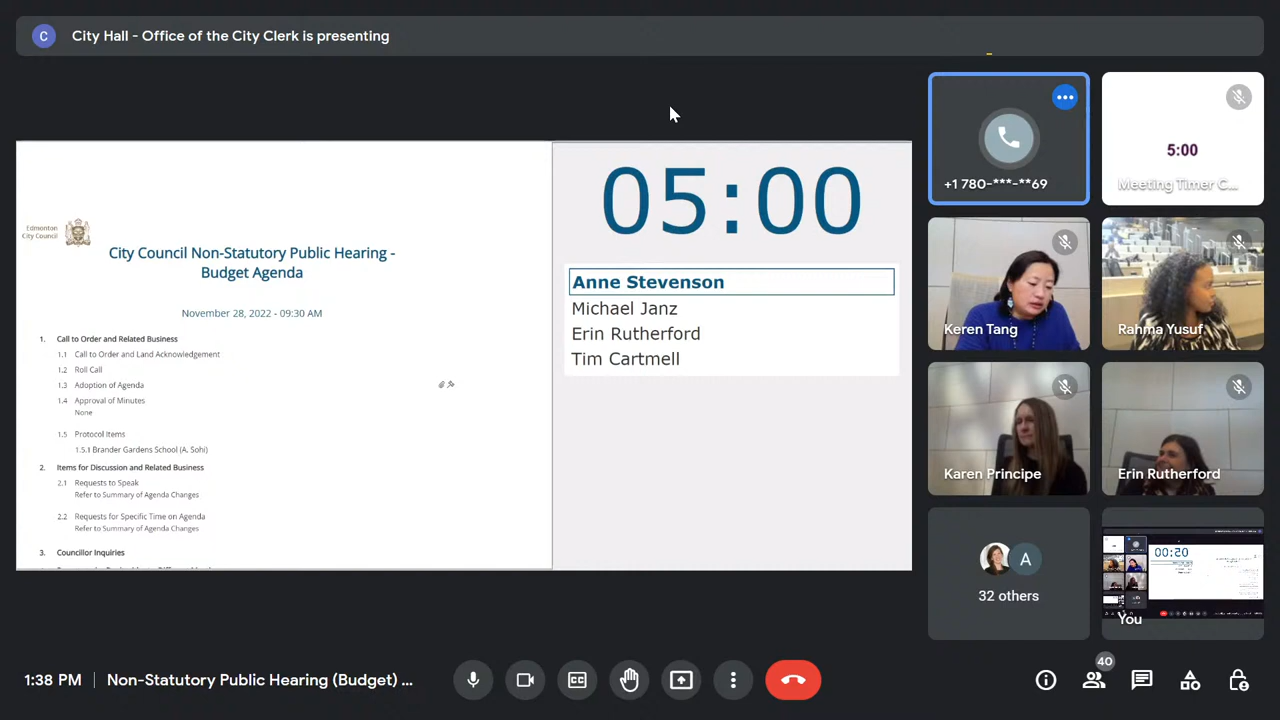 C City Hall - Office of the City Clerk is presenting
Edmonton
City Council
City Council Non-Statutory Public Hearing -
Budget Agenda
November 28, 2022 - 09:30 AM
1. Call to Order and Related Business
1.1 Call to Order and Land Acknowledgement
1.2 Roll Call
1.3 Adoption of Agenda
1.4 Approval of Minutes
None
1.5 Protocol Items
1.5.1 Brander Gardens School (A. Sohi)
2. Items for Discussion and Related Business
2.1 Requests to Speak
Refer to Summary of Agenda Changes
2.2 Requests for Specific Time on Agenda
Refer to Summary of Agenda Changes
3. Councillor Inquiries
05:00
Anne Stevenson
Michael Janz
Erin Rutherford
Tim Cartmell
+1 780-***-**69
5:00
Meeting Timer C...
Keren Tang
Rahma Yusuf
Karen Principe
Erin Rutherford
A
32 others
00:50
You
1:38 PM | Non-Statutory Public Hearing (Budget) ...
40